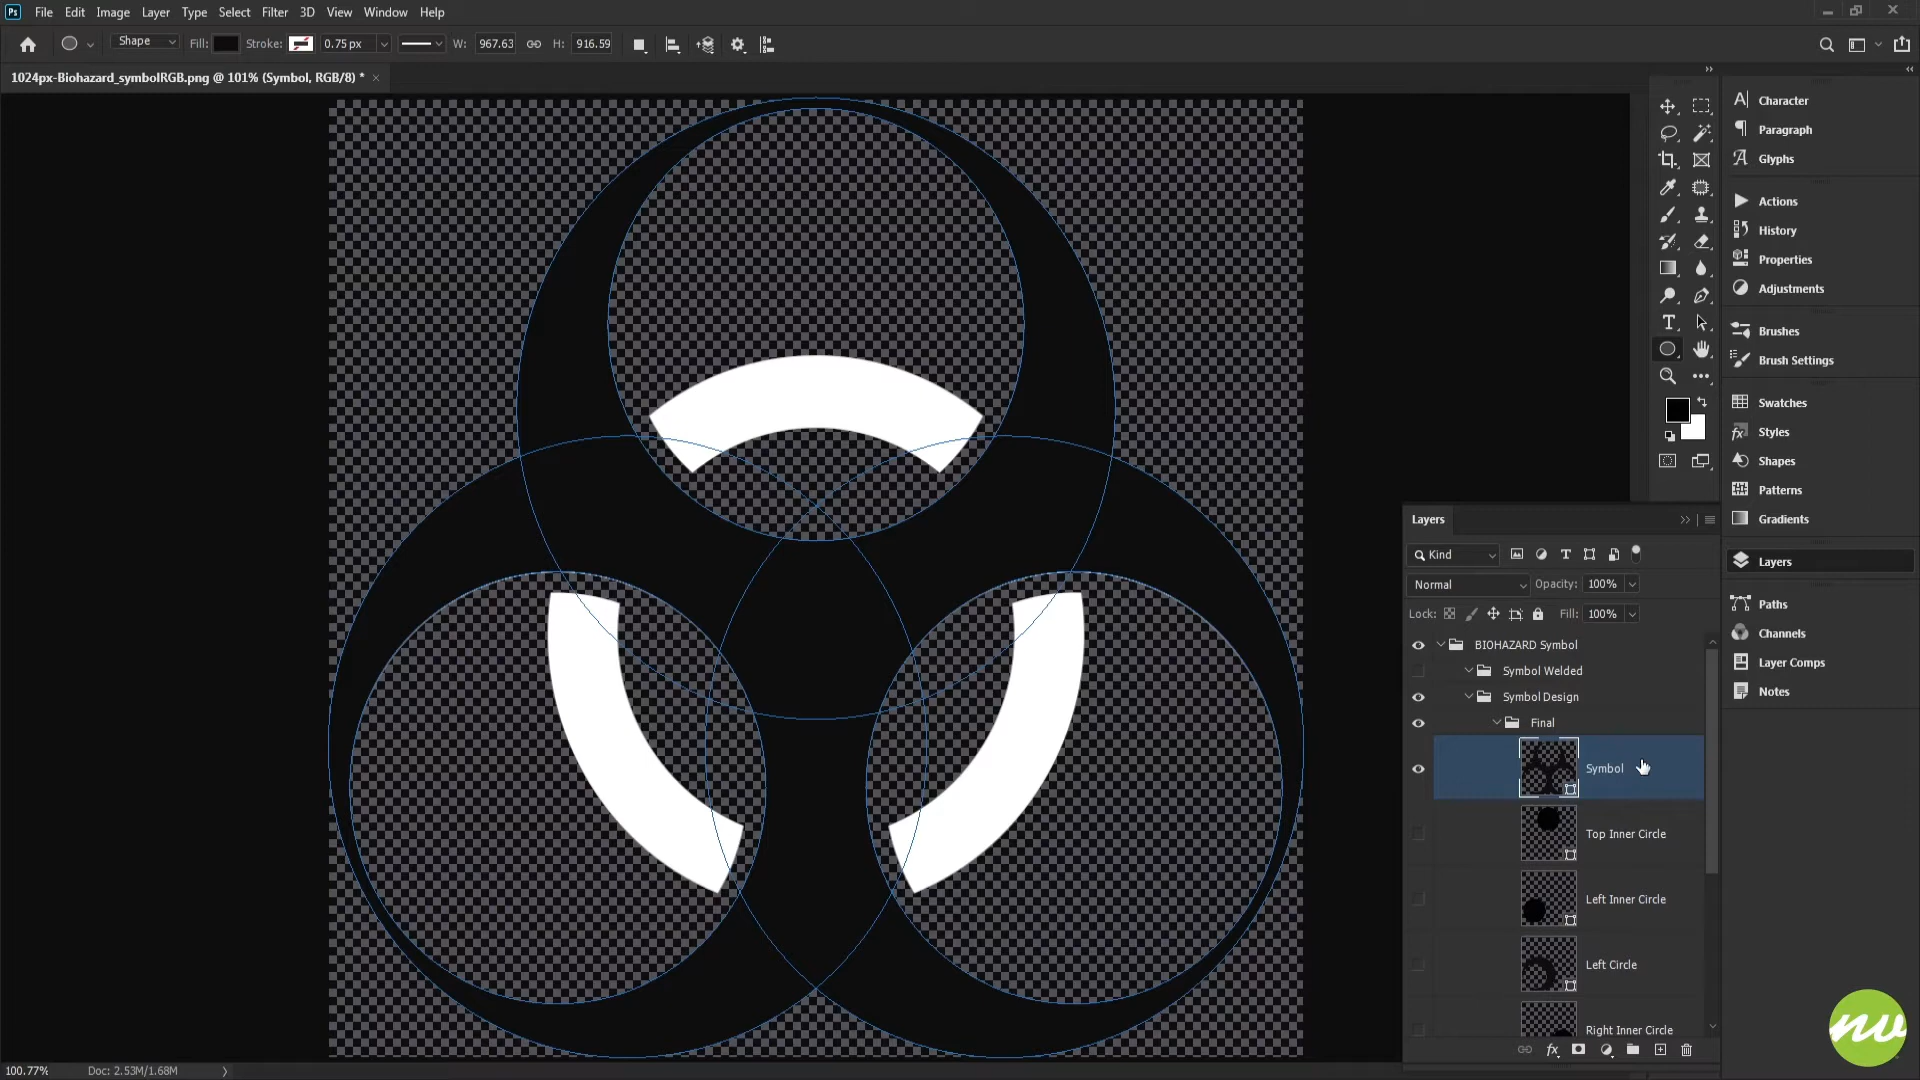 Ps File Edit Image Layer Type Select Filter 3D View Window Help
Shape Fill: Stroke: 0.75 px W: 967.63 H: 916.59
1024px-Biohazard_symbolRGB.png @ 101% (Symbol, RGB/8) * ×
Character
Paragraph
Glyphs
Actions
History
Properties
Adjustments
Brushes
Brush Settings
Swatches
Styles
Shapes
Patterns
Gradients
Layers
Paths
Channels
Layer Comps
Notes
Layers
Kind
Normal Opacity: 100%
Lock: Fill: 100%
BIOHAZARD Symbol
Symbol Welded
Symbol Design
Final
Symbol
Top Inner Circle
Left Inner Circle
Left Circle
Right Inner Circle
fx
nv
100.77% Doc: 2.53M/1.68M